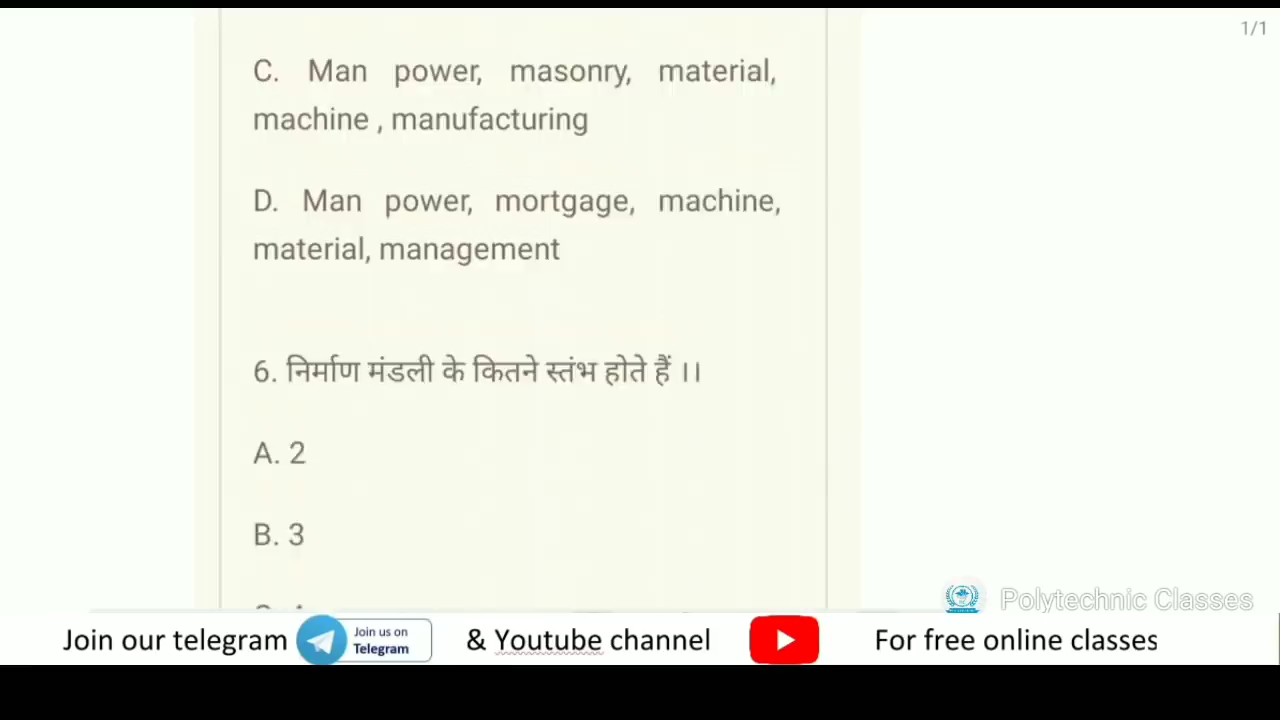 1/1
C. Man power, masonry, material,
machine , manufacturing
D. Man power, mortgage, machine,
material, management
6. निर्माण मंडली के कितने स्तंभ होते हैं ।।
A. 2
B. 3
Polytechnic Classes
Join our telegram
Join us on
Telegram
& Youtube channel
For free online classes